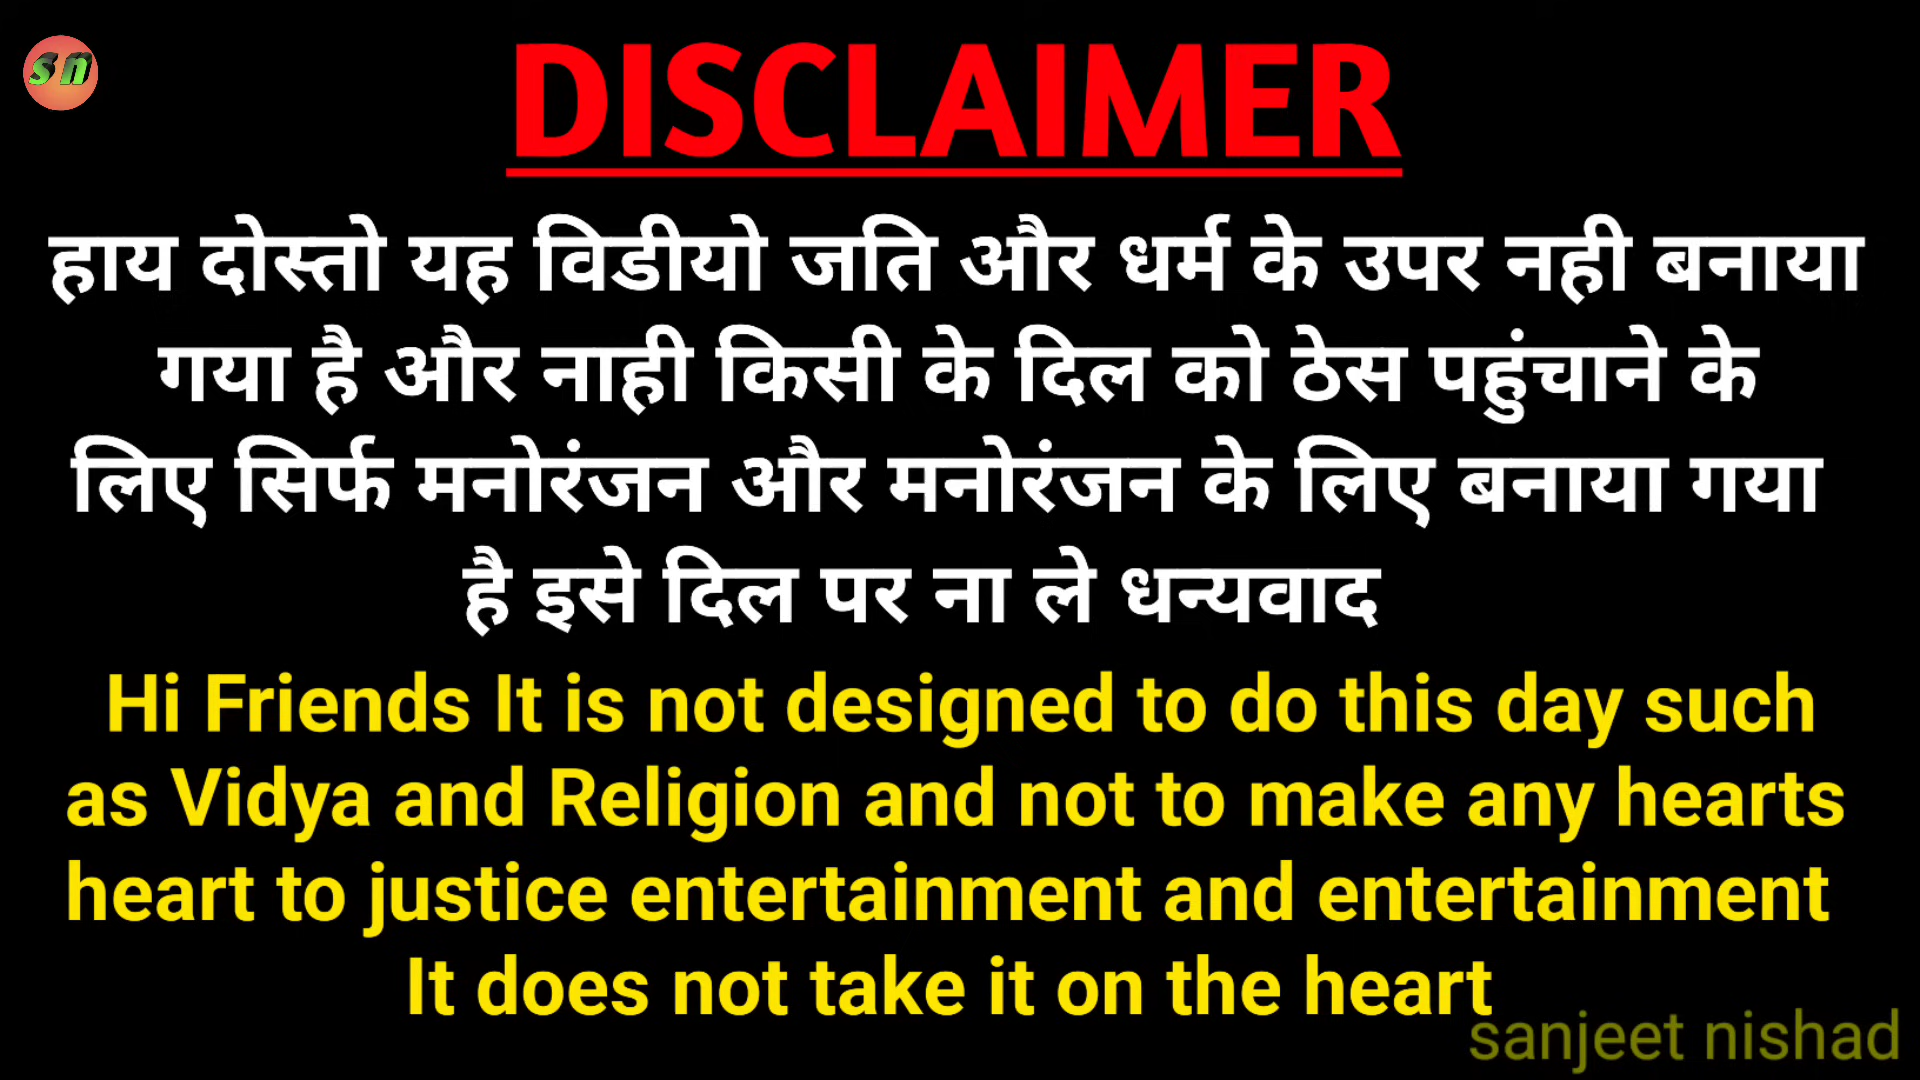 sn
DISCLAIMER
हाय दोस्तो यह विडीयो जति और धर्म के उपर नही बनाया
गया है और नाही किसी के दिल को ठेस पहुंचाने के
लिए सिर्फ मनोरंजन और मनोरंजन के लिए बनाया गया
है इसे दिल पर ना ले धन्यवाद
Hi Friends It is not designed to do this day such
as Vidya and Religion and not to make any hearts
heart to justice entertainment and entertainment
It does not take it on the heart
sanjeet nishad